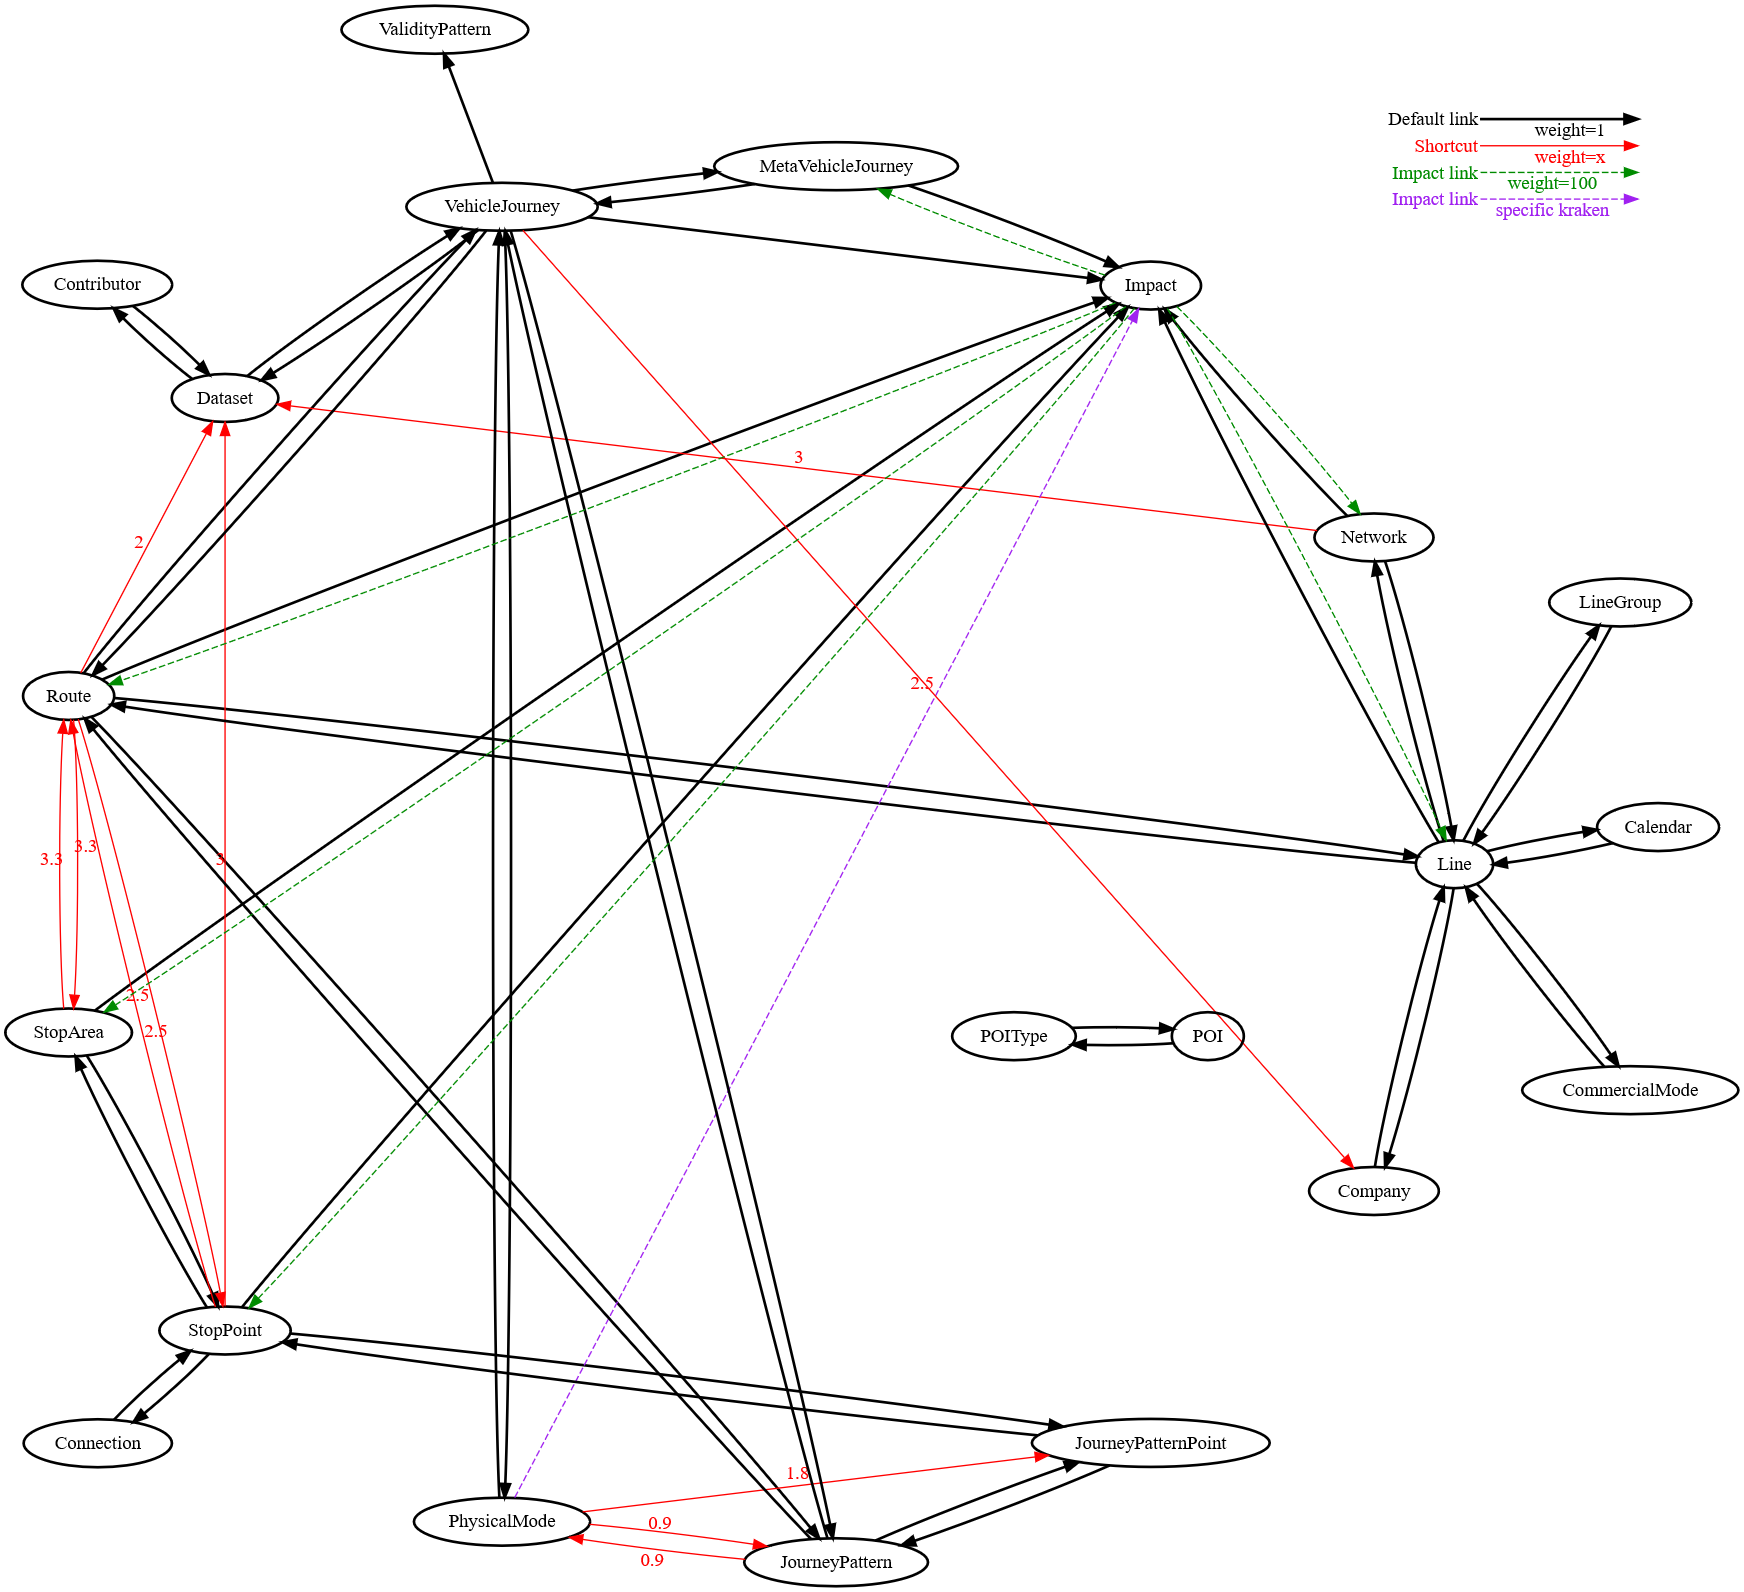 ValidityPattern
Default link
weight=1
Shortcut
weight=x
Impact link
weight=100
Impact link
specific kraken
MetaVehicleJourney
VehicleJourney
Contributor
Impact
Dataset
3
Network
2
LineGroup
2.5
Route
Calendar
3.3
3.3
3
Line
2.5
2.5
StopArea
POIType
POI
CommercialMode
Company
StopPoint
Connection
JourneyPatternPoint
1.8
PhysicalMode
0.9
0.9
JourneyPattern